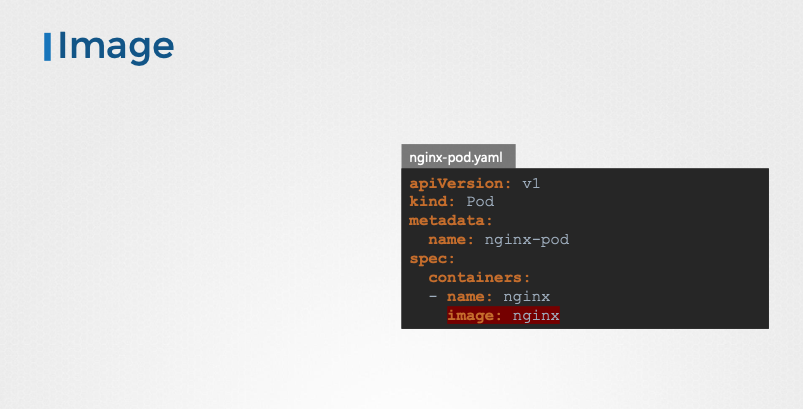 Image
nginx-pod.yaml
apiVersion: v1
kind: Pod
metadata:
  name: nginx-pod
spec:
  containers:
  - name: nginx
    image: nginx